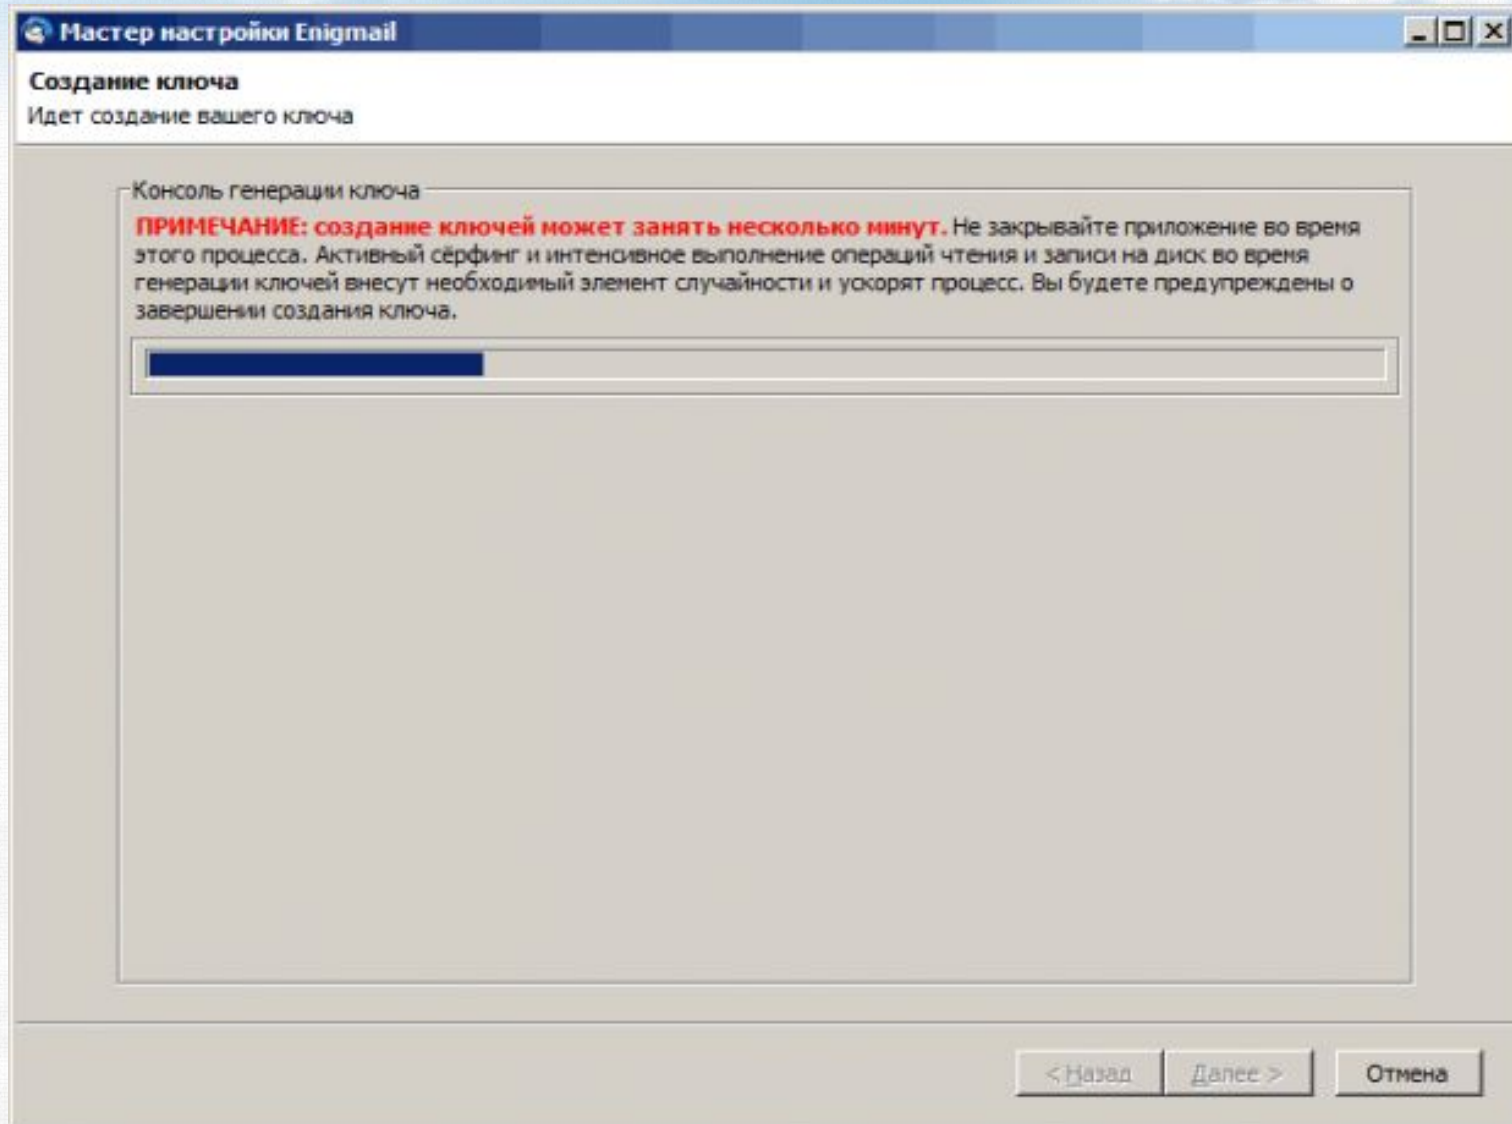 Мастер настройки Enigmail
Создание ключа
Идет создание вашего ключа
Консоль генерации ключа
ПРИМЕЧАНИЕ: создание ключей может занять несколько минут. Не закрывайте приложение во время
этого процесса. Активный сёрфинг и интенсивное выполнение операций чтения и записи на диск во время
генерации ключей внесут необходимый элемент случайности и ускорят процесс. Вы будете предупреждены о
завершении создания ключа.
< Назад Далее > Отмена